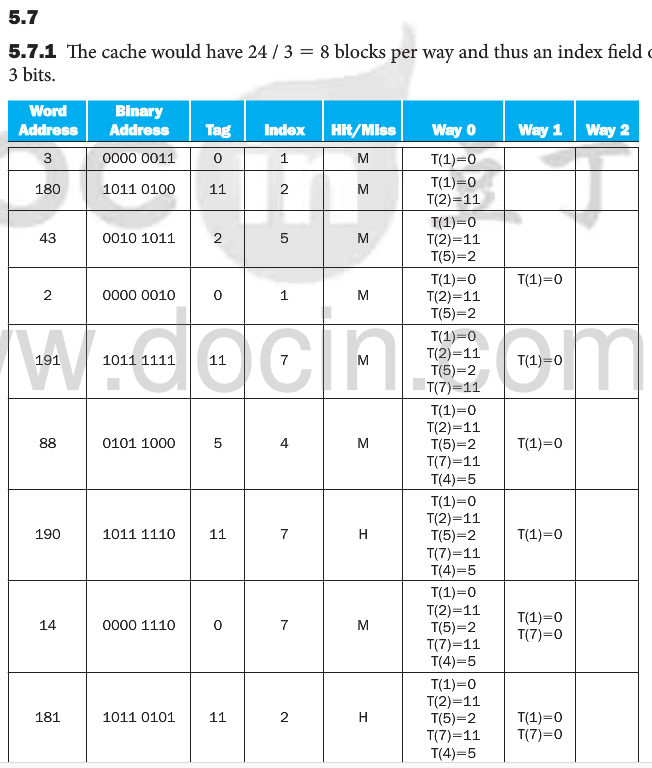 5.7
5.7.1 The cache would have 24 / 3 = 8 blocks per way and thus an index field
3 bits.
Word Address | Binary Address | Tag | Index | Hit/Miss | Way 0 | Way 1 | Way 2
3 | 0000 0011 | 0 | 1 | M | T(1)=0
180 | 1011 0100 | 11 | 2 | M | T(1)=0 T(2)=11
43 | 0010 1011 | 2 | 5 | M | T(1)=0 T(2)=11 T(5)=2
2 | 0000 0010 | 0 | 1 | M | T(1)=0 T(2)=11 T(5)=2 | T(1)=0
191 | 1011 1111 | 11 | 7 | M | T(1)=0 T(2)=11 T(5)=2 T(7)=11 | T(1)=0
88 | 0101 1000 | 5 | 4 | M | T(1)=0 T(2)=11 T(5)=2 T(7)=11 T(4)=5 | T(1)=0
190 | 1011 1110 | 11 | 7 | H | T(1)=0 T(2)=11 T(5)=2 T(7)=11 T(4)=5 | T(1)=0
14 | 0000 1110 | 0 | 7 | M | T(1)=0 T(2)=11 T(5)=2 T(7)=11 T(4)=5 | T(1)=0 T(7)=0
181 | 1011 0101 | 11 | 2 | H | T(1)=0 T(2)=11 T(5)=2 T(7)=11 T(4)=5 | T(1)=0 T(7)=0
DOC in 豆丁
w.docin.com